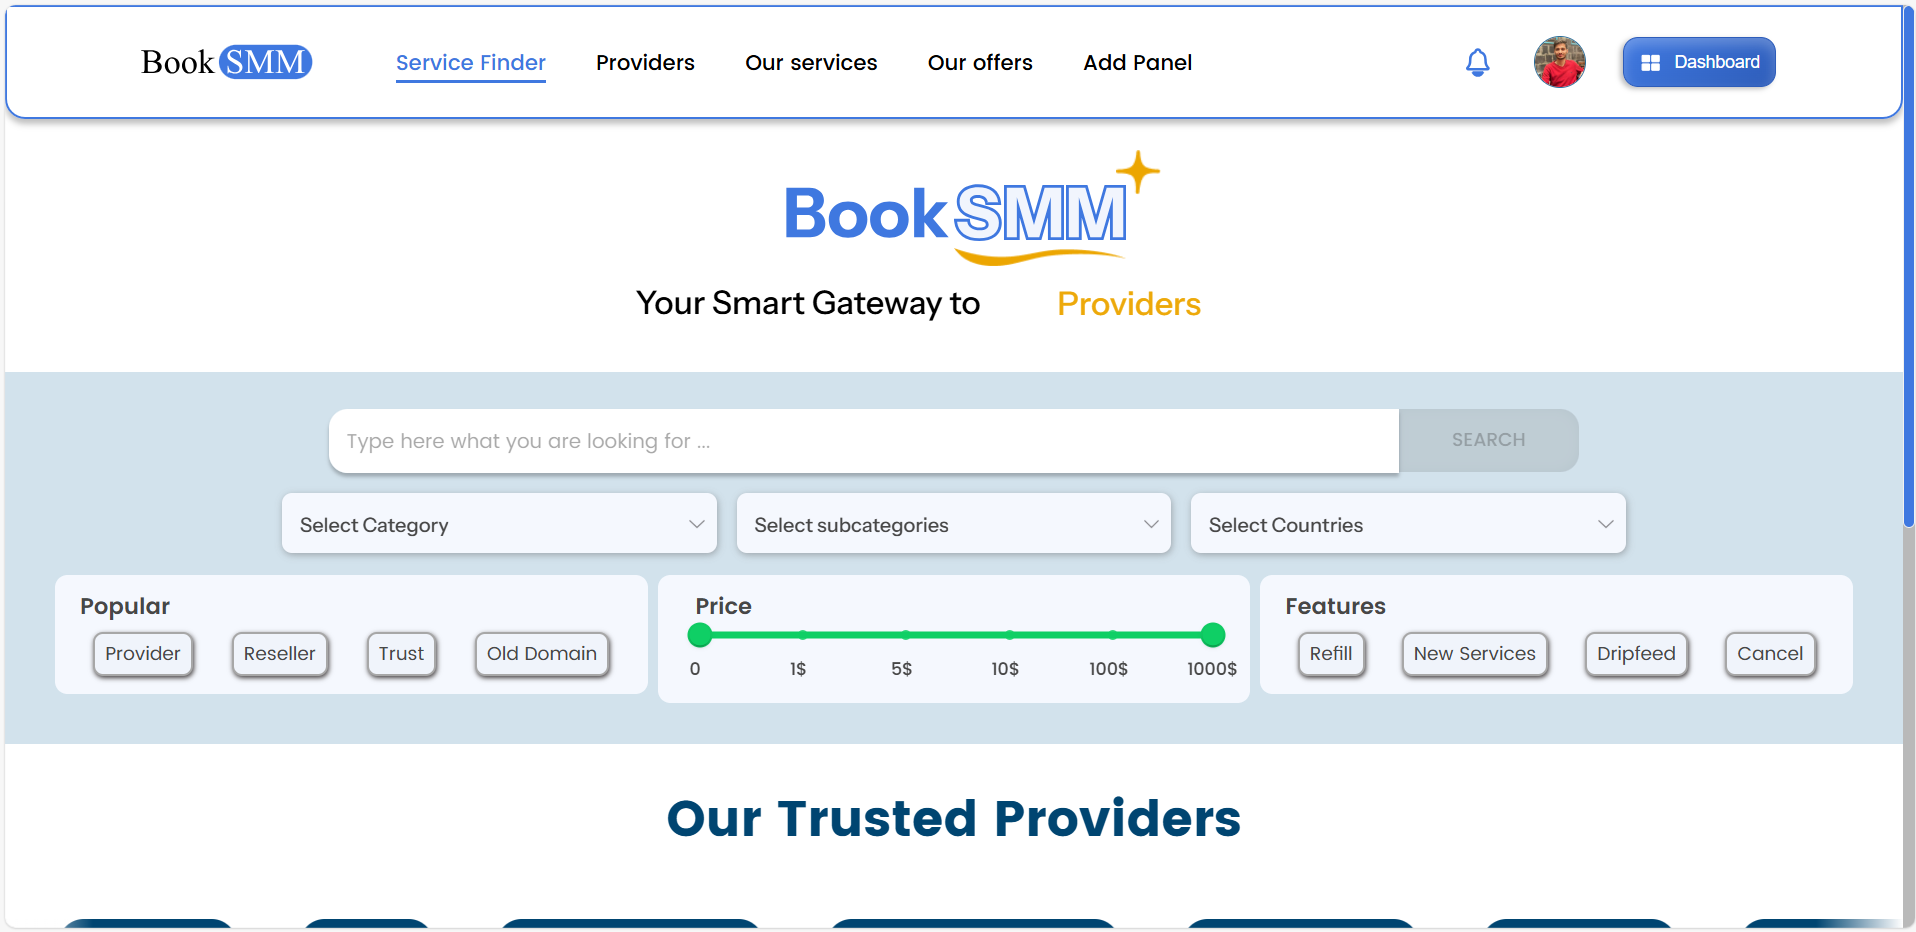 Book SMM
Service Finder
Providers
Our services
Our offers
Add Panel
Dashboard
Book SMM
Your Smart Gateway to Providers
Type here what you are looking for ...
SEARCH
Select Category
Select subcategories
Select Countries
Popular
Provider
Reseller
Trust
Old Domain
Price
0
1$
5$
10$
100$
1000$
Features
Refill
New Services
Dripfeed
Cancel
Our Trusted Providers